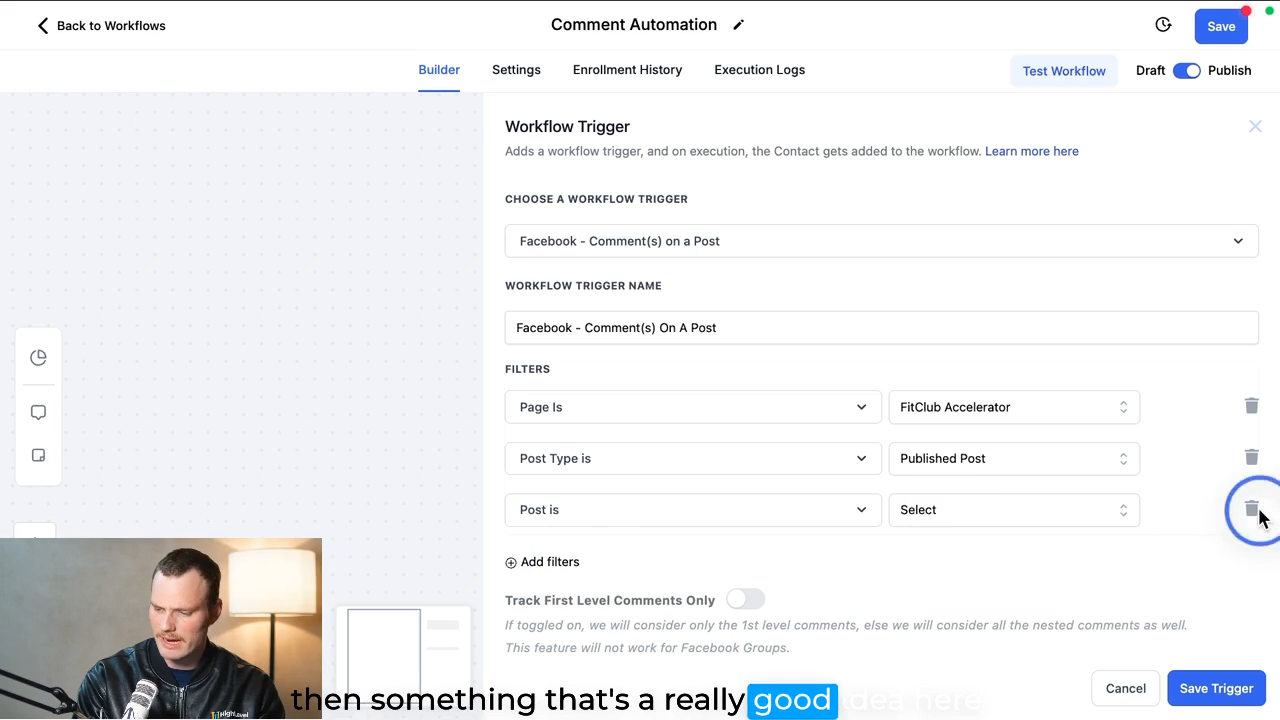 Back to Workflows
Comment Automation
Save
Builder
Settings
Enrollment History
Execution Logs
Test Workflow
Draft
Publish
Workflow Trigger
Adds a workflow trigger, and on execution, the Contact gets added to the workflow. Learn more here
CHOOSE A WORKFLOW TRIGGER
Facebook - Comment(s) on a Post
WORKFLOW TRIGGER NAME
Facebook - Comment(s) On A Post
FILTERS
Page Is
FitClub Accelerator
Post Type is
Published Post
Post is
Select
Add filters
Track First Level Comments Only
If toggled on, we will consider only the 1st level comments, else we will consider all the nested comments as well.
This feature will not work for Facebook Groups.
Cancel
Save Trigger
HIGHLEVEL
then something that's a really good idea here